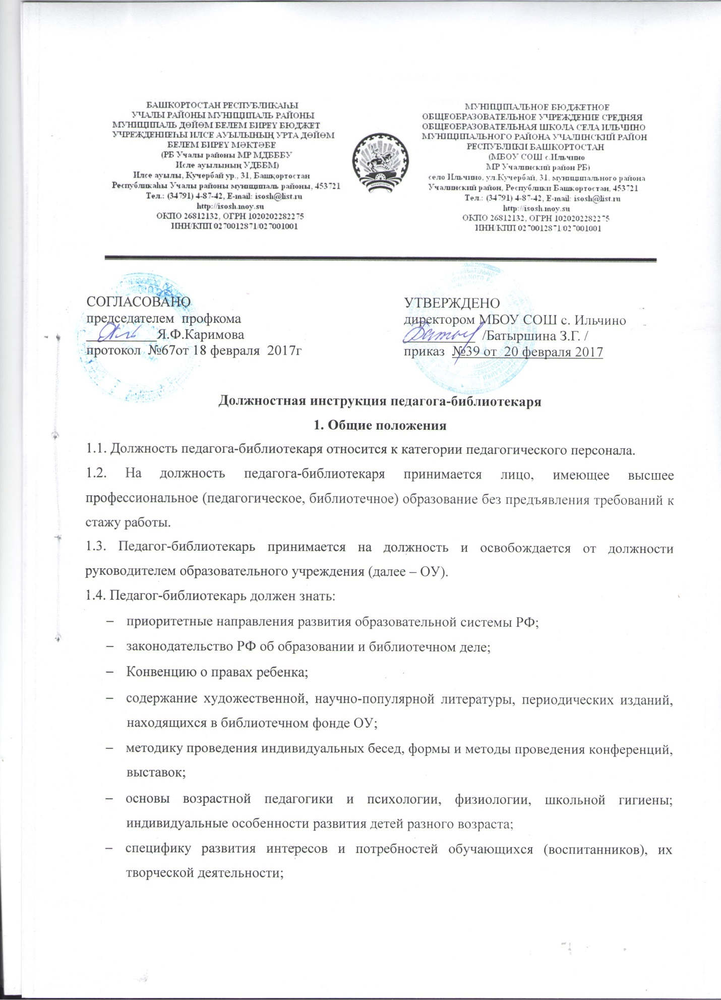 БАШКОРТОСТАН РЕСПУБЛИКАҺЫ
УЧАЛЫ РАЙОНЫ МУНИЦИПАЛЬ РАЙОНЫ
МУНИЦИПАЛЬ ДӨЙӨМ БЕЛЕМ БИРЕҮ БЮДЖЕТ
УЧРЕЖДЕНИЕҺЫ ИЛСЕ АУЫЛЫНЫҢ УРТА ДӨЙӨМ
БЕЛЕМ БИРЕҮ МӘКТӘБЕ
(РБ Учалы районы МР МДБББУ
Исле ауылының УДББМ)
Илсе ауылы, Кучербай ур., 31, Башҡортостан
Республикаһы Учалы районы муниципаль районы, 453721
Тел.: (34791) 4-87-42, E-mail: isosh@list.ru
http://isosh.moy.su
ОКПО 26812132, ОГРН 1020202282275
ИНН/КПП 0270012871/027001001
МУНИЦИПАЛЬНОЕ БЮДЖЕТНОЕ
ОБЩЕОБРАЗОВАТЕЛЬНОЕ УЧРЕЖДЕНИЕ СРЕДНЯЯ
ОБЩЕОБРАЗОВАТЕЛЬНАЯ ШКОЛА СЕЛА ИЛЬЧИНО
МУНИЦИПАЛЬНОГО РАЙОНА УЧАЛИНСКИЙ РАЙОН
РЕСПУБЛИКИ БАШКОРТОСТАН
(МБОУ СОШ с.Ильчино
МР Учалинский район РБ)
село Ильчино, ул.Кучербай, 31, муниципального района
Учалинский район, Республики Башкортостан, 453721
Тел.: (34791) 4-87-42, E-mail: isosh@list.ru
http://isosh.moy.su
ОКПО 26812132, ОГРН 1020202282275
ИНН/КПП 0270012871/027001001
СОГЛАСОВАНО
председателем профкома
__________Я.Ф.Каримова
протокол №67от 18 февраля 2017г
УТВЕРЖДЕНО
директором МБОУ СОШ с. Ильчино
__________ /Батыршина З.Г. /
приказ №39 от 20 февраля 2017
Должностная инструкция педагога-библиотекаря
1. Общие положения
1.1. Должность педагога-библиотекаря относится к категории педагогического персонала.
1.2. На должность педагога-библиотекаря принимается лицо, имеющее высшее
профессиональное (педагогическое, библиотечное) образование без предъявления требований к
стажу работы.
1.3. Педагог-библиотекарь принимается на должность и освобождается от должности
руководителем образовательного учреждения (далее – ОУ).
1.4. Педагог-библиотекарь должен знать:
– приоритетные направления развития образовательной системы РФ;
– законодательство РФ об образовании и библиотечном деле;
– Конвенцию о правах ребенка;
– содержание художественной, научно-популярной литературы, периодических изданий,
находящихся в библиотечном фонде ОУ;
– методику проведения индивидуальных бесед, формы и методы проведения конференций,
выставок;
– основы возрастной педагогики и психологии, физиологии, школьной гигиены;
индивидуальные особенности развития детей разного возраста;
– специфику развития интересов и потребностей обучающихся (воспитанников), их
творческой деятельности;